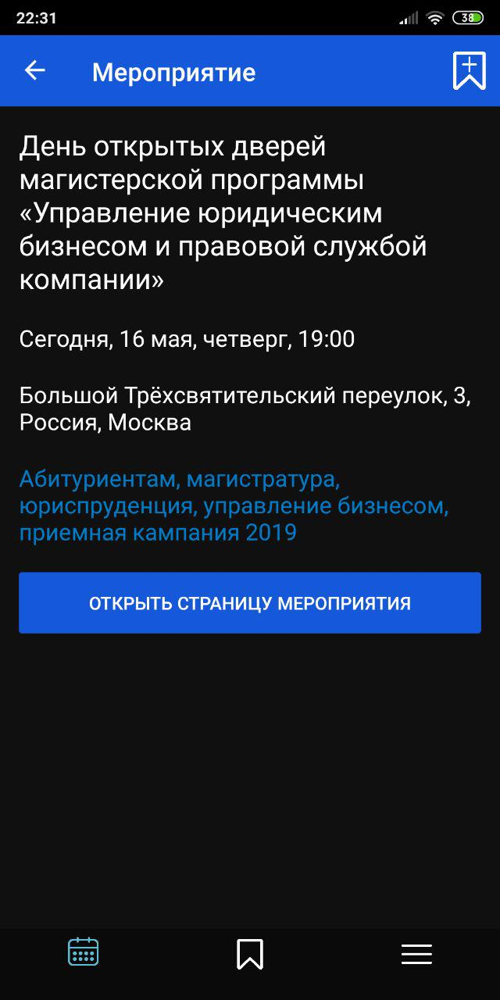 22:31
38
Мероприятие
День открытых дверей
магистерской программы
«Управление юридическим
бизнесом и правовой службой
компании»
Сегодня, 16 мая, четверг, 19:00
Большой Трёхсвятительский переулок, 3,
Россия, Москва
Абитуриентам, магистратура,
юриспруденция, управление бизнесом,
приемная кампания 2019
ОТКРЫТЬ СТРАНИЦУ МЕРОПРИЯТИЯ